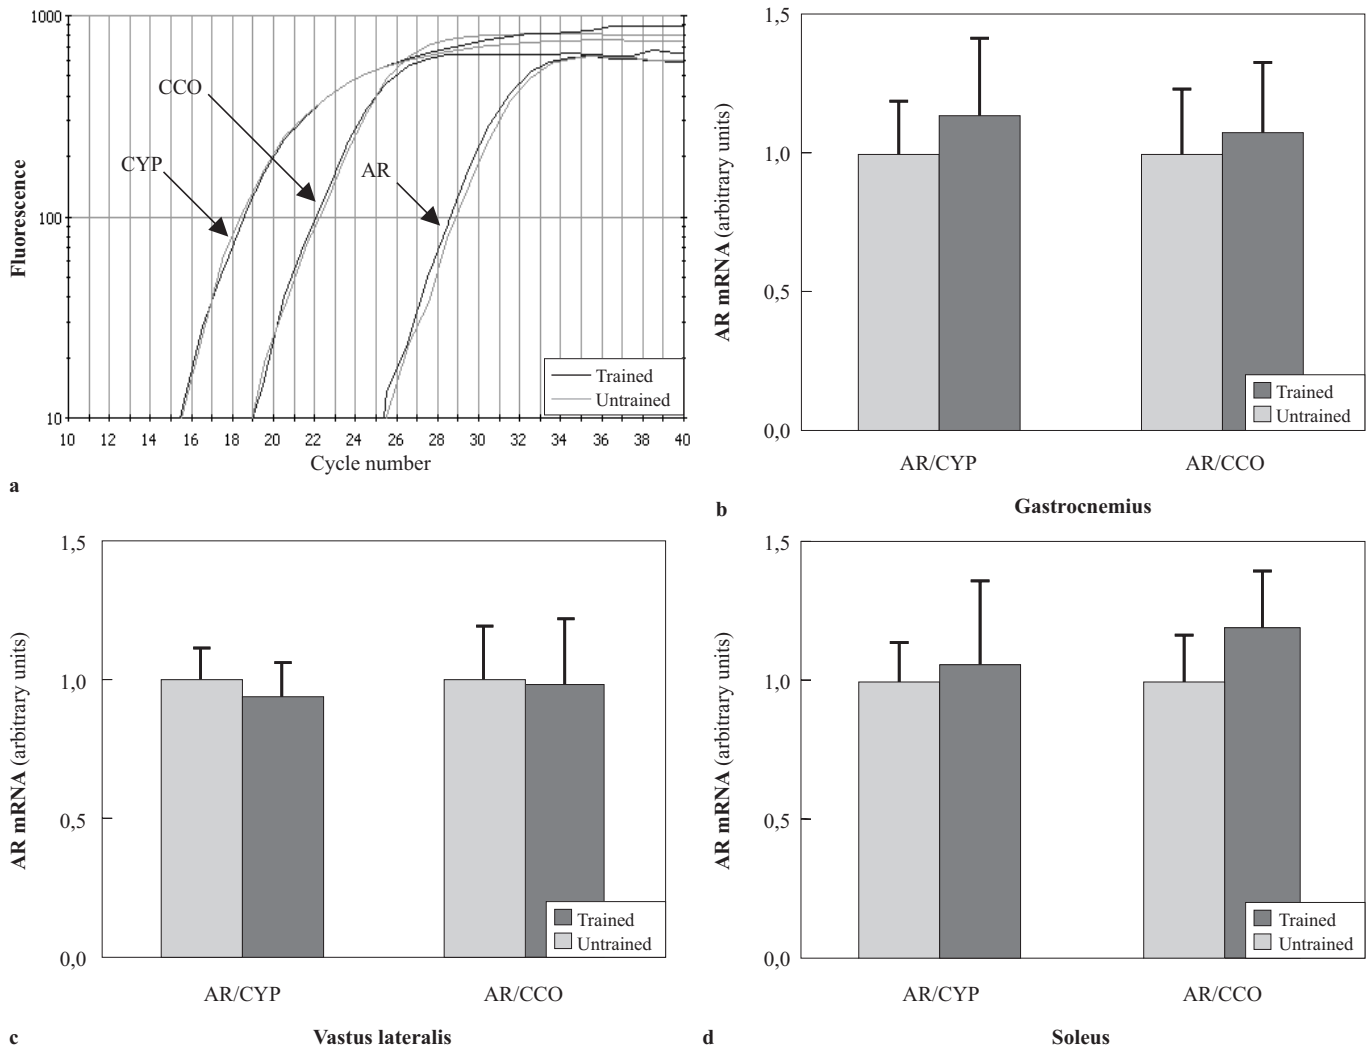 1000
100
10
Fluorescence
CCO
CYP
AR
Trained
Untrained
10 12 14 16 18 20 22 24 26 28 30 32 34 36 38 40
Cycle number
a
1,5
1,0
0,5
0,0
AR mRNA (arbitrary units)
Trained
Untrained
AR/CYP AR/CCO
b
Gastrocnemius
1,5
1,0
0,5
0,0
AR mRNA (arbitrary units)
Trained
Untrained
AR/CYP AR/CCO
c
Vastus lateralis
1,5
1,0
0,5
0,0
AR mRNA (arbitrary units)
Trained
Untrained
AR/CYP AR/CCO
d
Soleus